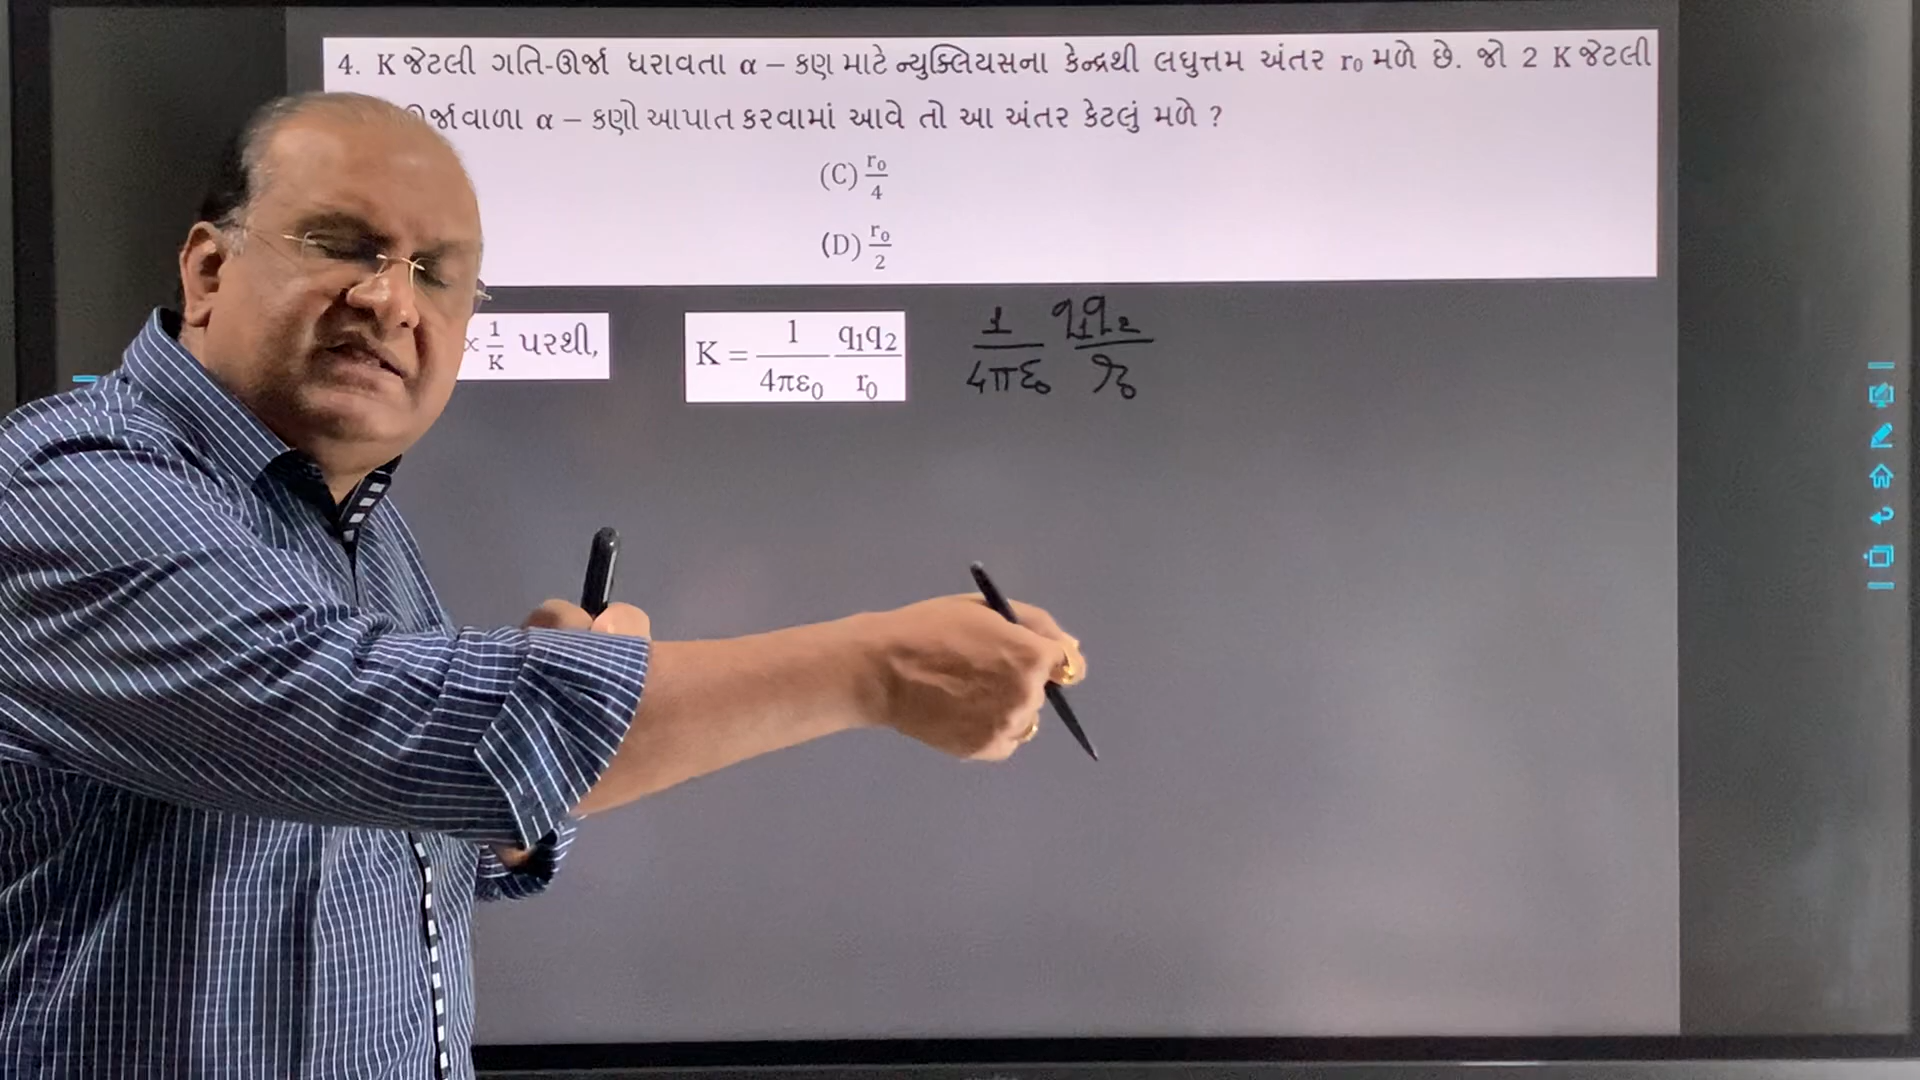 4. K જેટલી ગતિ-ઊર્જા ધરાવતા α – કણ માટે ન્યુક્લિયસના કેન્દ્રથી લઘુત્તમ અંતર r₀ મળે છે. જો 2 K જેટલી
ર્જાવાળા α – કણો આપાત કરવામાં આવે તો આ અંતર કેટલું મળે ?
(C) r₀/4
(D) r₀/2
∝ 1/K પરથી,
K = 1/4πε₀ q₁q₂/r₀
1/4πε₀ q₁q₂/r₀